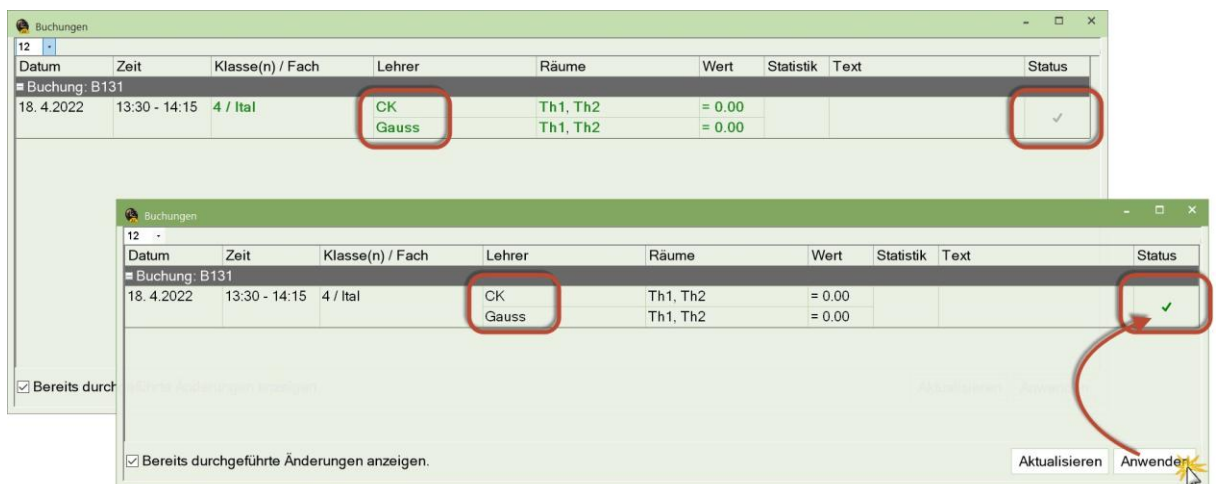 Buchungen
12
Datum Zeit Klasse(n) / Fach Lehrer Räume Wert Statistik Text Status
Buchung: B131
18. 4.2022 13:30 - 14:15 4 / Ital CK Th1, Th2 = 0.00
Gauss Th1, Th2 = 0.00
Bereits durch
Buchungen
12
Datum Zeit Klasse(n) / Fach Lehrer Räume Wert Statistik Text Status
Buchung: B131
18. 4.2022 13:30 - 14:15 4 / Ital CK Th1, Th2 = 0.00
Gauss Th1, Th2 = 0.00
Bereits durchgeführte Änderungen anzeigen. Aktualisieren Anwenden